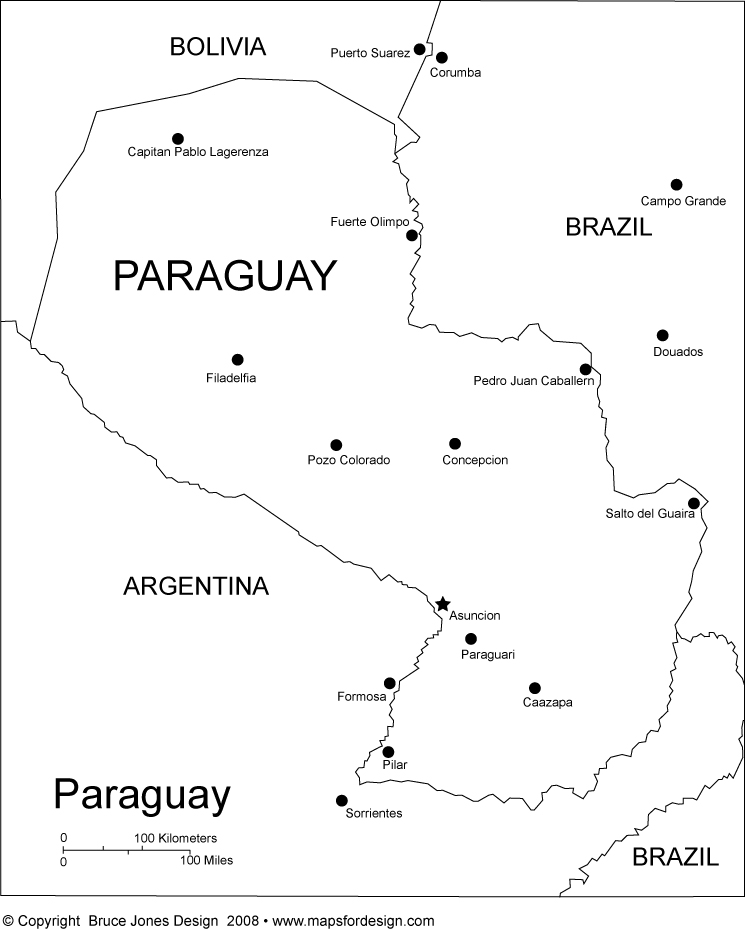 BOLIVIA
Puerto Suarez
Corumba
Capitan Pablo Lagerenza
Campo Grande
Fuerte Olimpo
BRAZIL
PARAGUAY
Douados
Filadelfia
Pedro Juan Caballern
Pozo Colorado
Concepcion
Salto del Guaira
ARGENTINA
Asuncion
Paraguari
Formosa
Caazapa
Pilar
Paraguay
Sorrientes
0 100 Kilometers
0 100 Miles
BRAZIL
© Copyright Bruce Jones Design 2008 • www.mapsfordesign.com